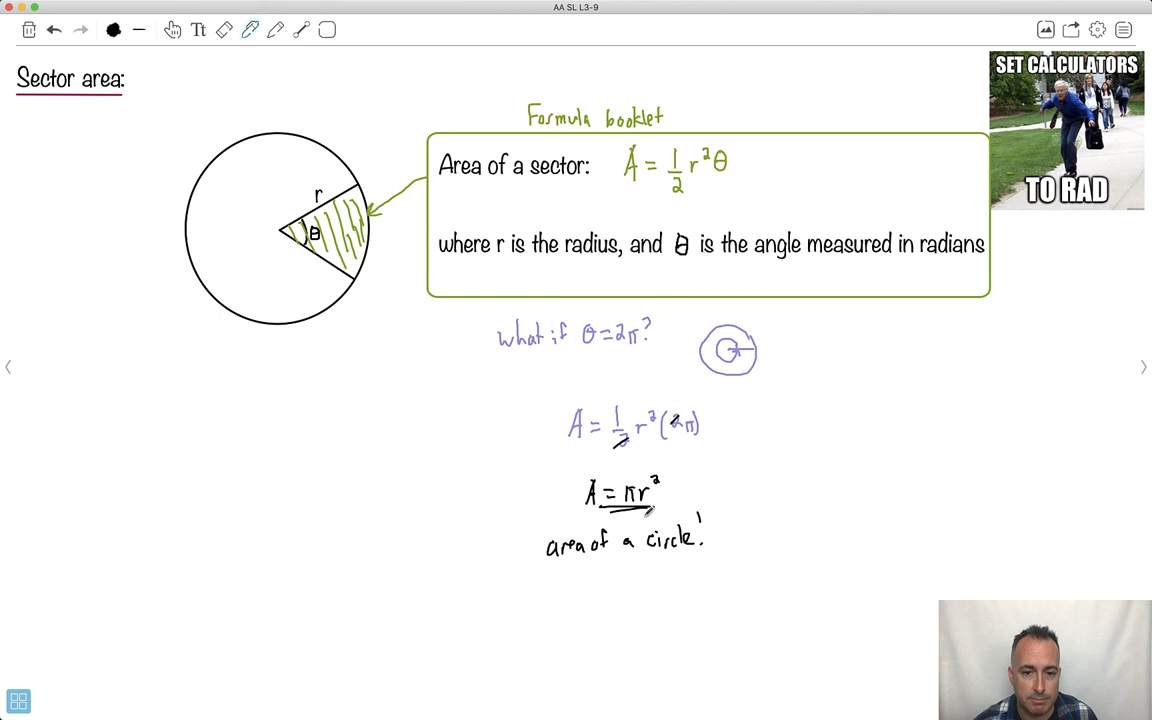 AA SL L3-9
Tt
Sector area:
SET CALCULATORS
TO RAD
Formula booklet
Area of a sector: A = 1/2 r²θ
r
θ
where r is the radius, and θ is the angle measured in radians
what if θ=2π?
A = 1/2 r²(2π)
A = πr²
area of a circle!